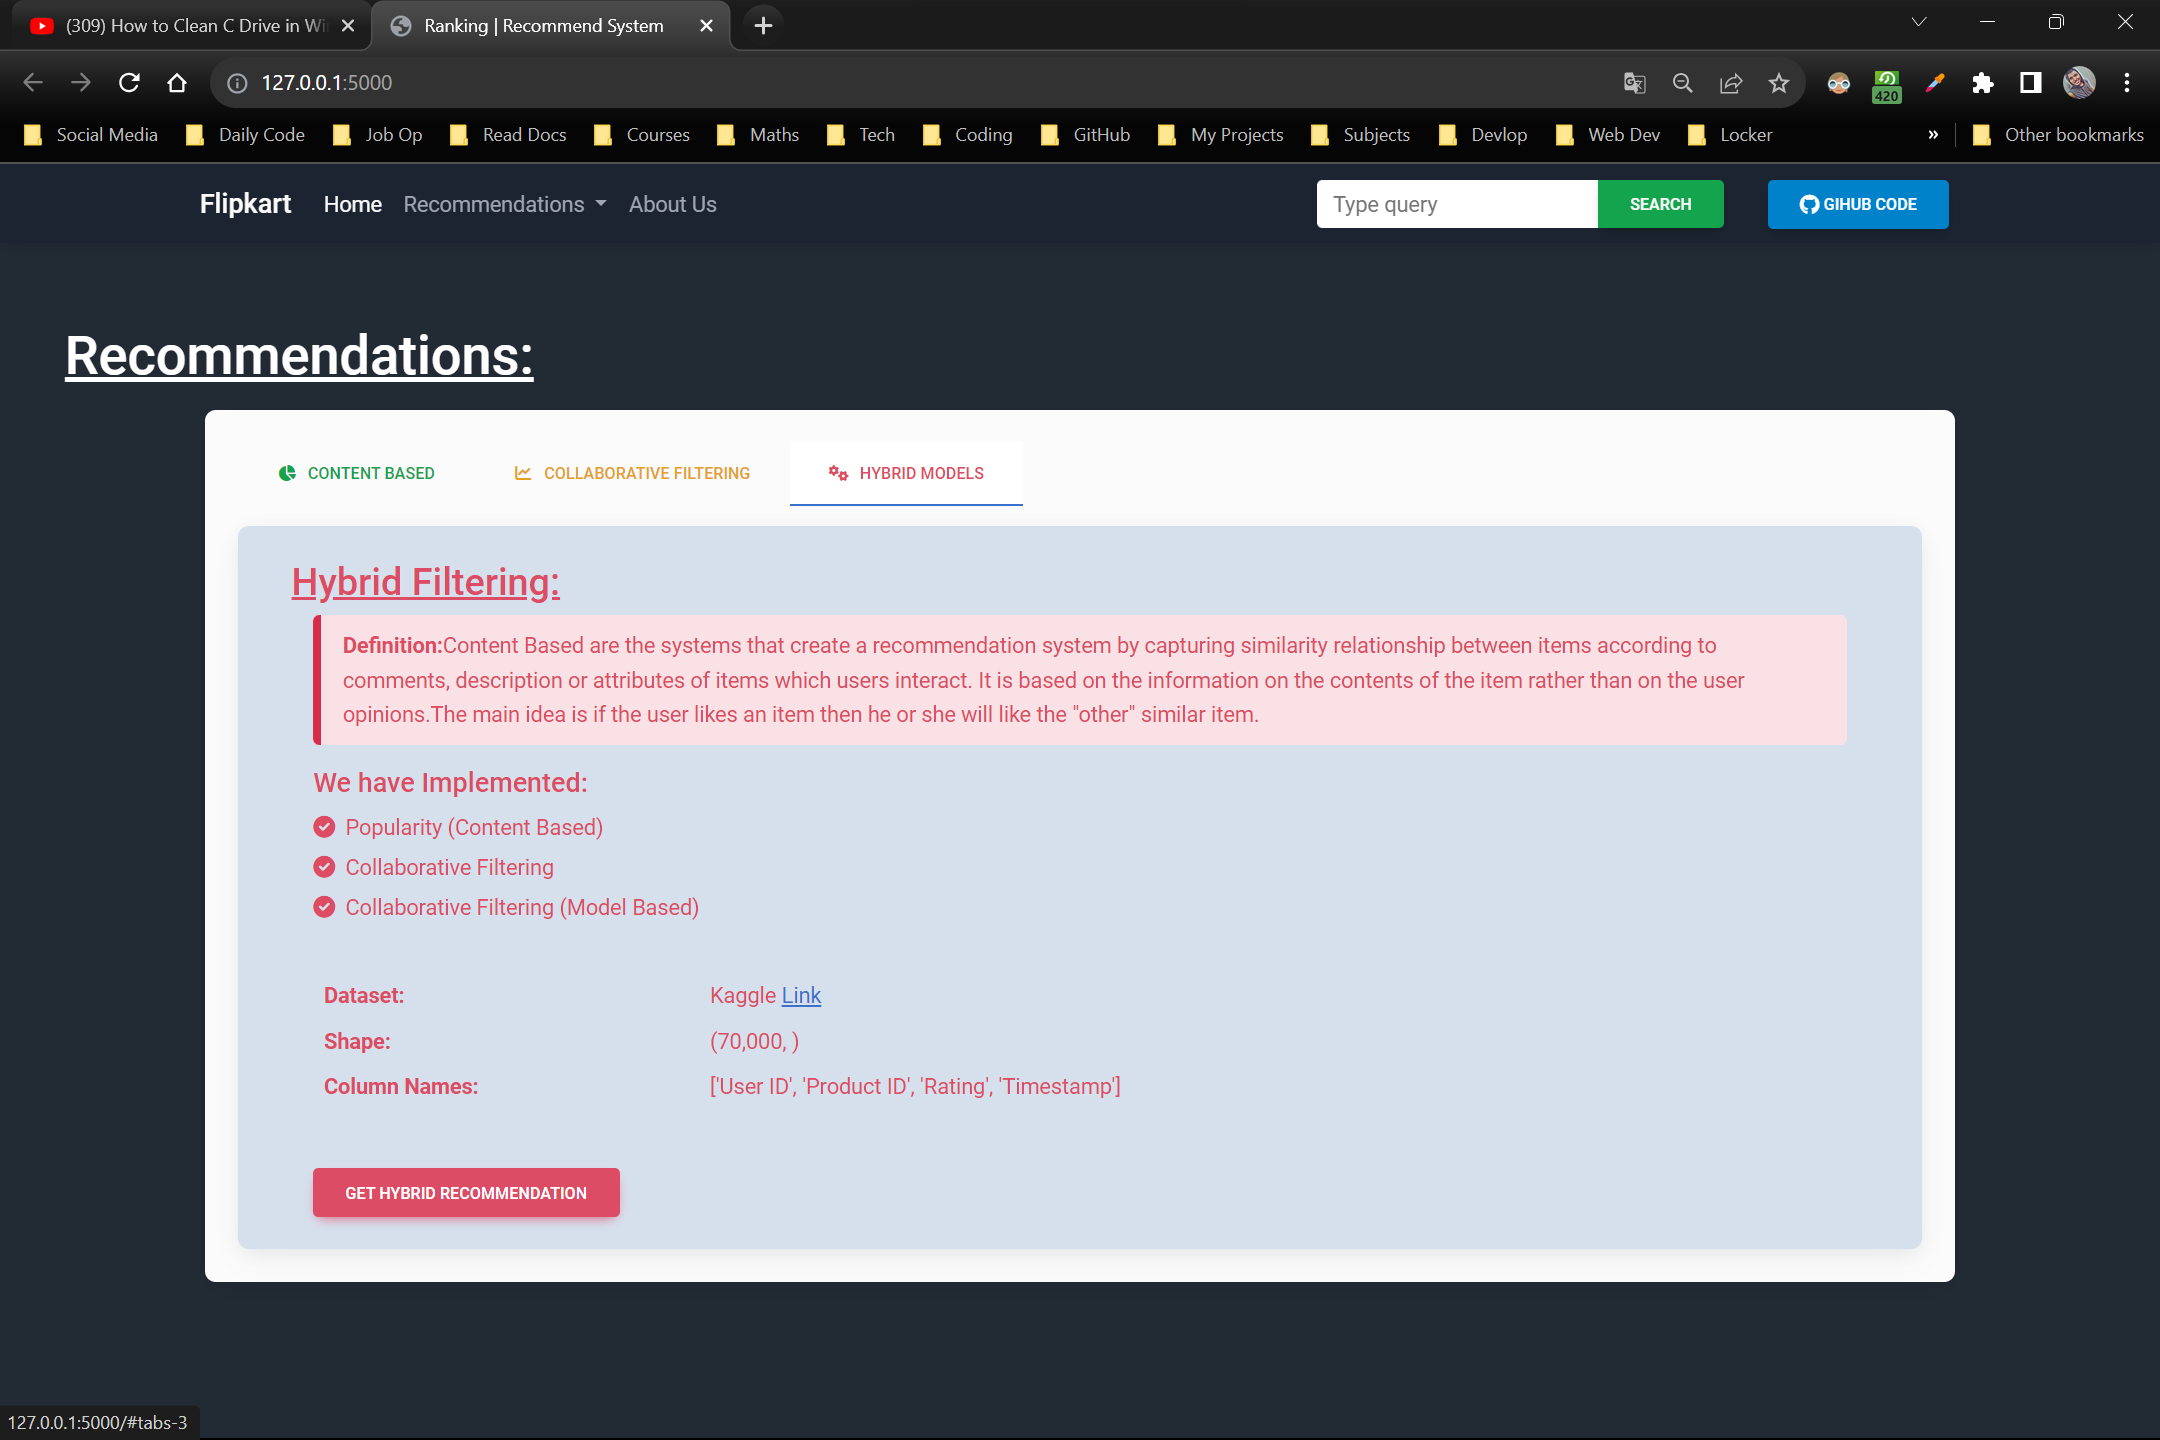 (309) How to Clean C Drive in Wi
Ranking | Recommend System
127.0.0.1:5000
420
Social Media Daily Code Job Op Read Docs Courses Maths Tech Coding GitHub My Projects Subjects Devlop Web Dev Locker » Other bookmarks
Flipkart Home Recommendations About Us Type query SEARCH GIHUB CODE
Recommendations:
CONTENT BASED COLLABORATIVE FILTERING HYBRID MODELS
Hybrid Filtering:
Definition:Content Based are the systems that create a recommendation system by capturing similarity relationship between items according to
comments, description or attributes of items which users interact. It is based on the information on the contents of the item rather than on the user
opinions.The main idea is if the user likes an item then he or she will like the "other" similar item.
We have Implemented:
Popularity (Content Based)
Collaborative Filtering
Collaborative Filtering (Model Based)
Dataset: Kaggle Link
Shape: (70,000, )
Column Names: ['User ID', 'Product ID', 'Rating', 'Timestamp']
GET HYBRID RECOMMENDATION
127.0.0.1:5000/#tabs-3